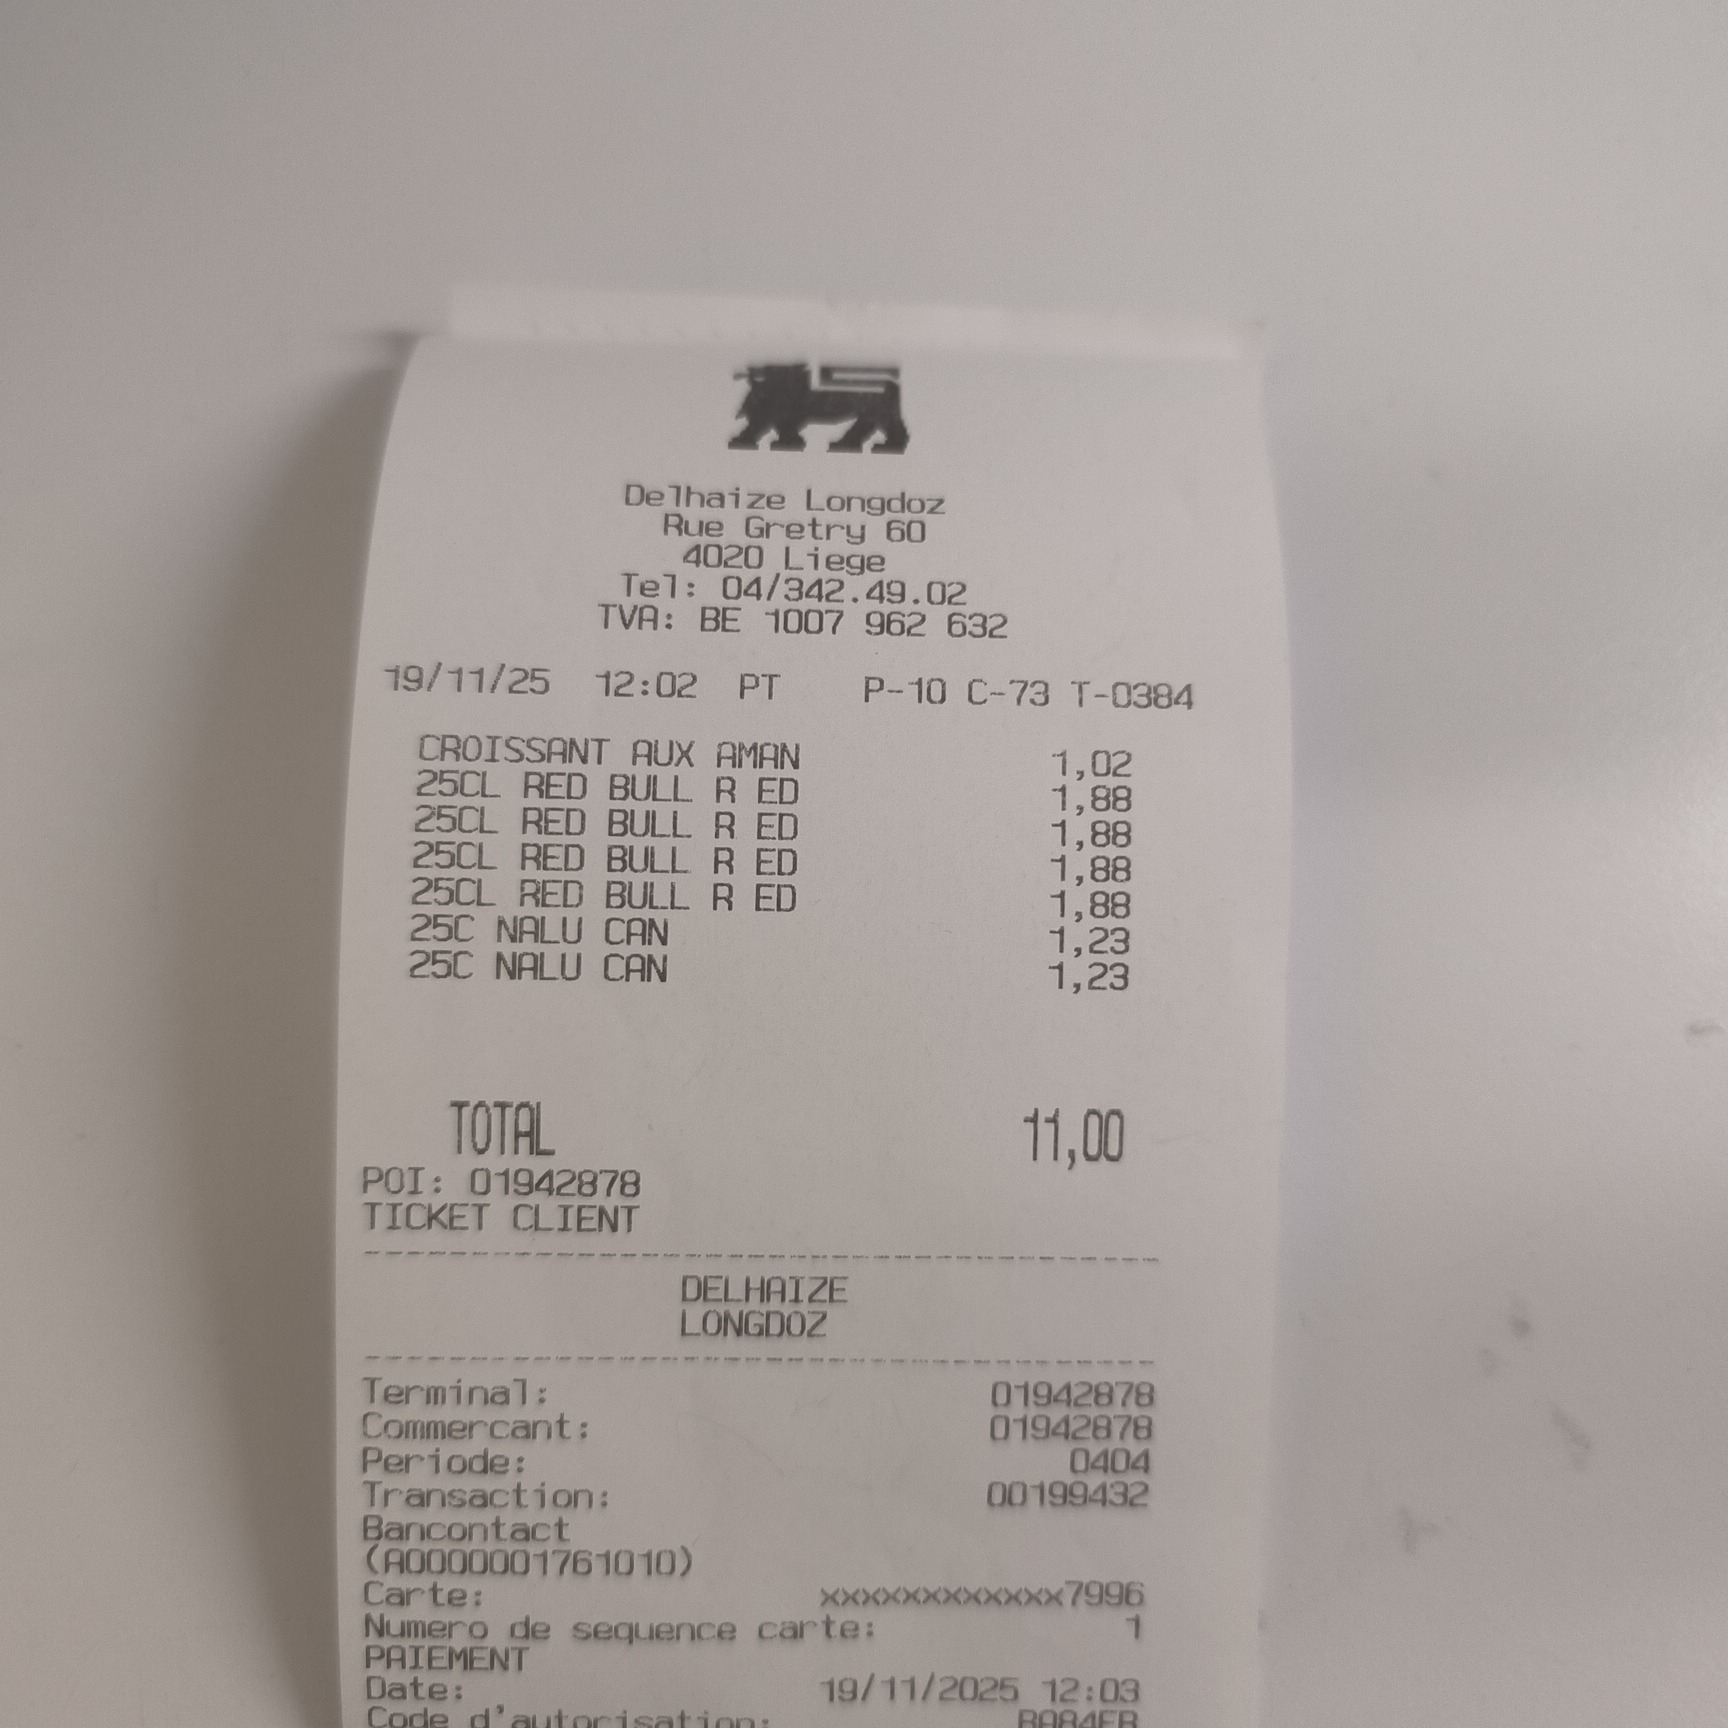 Delhaize Longdoz
Rue Gretry 60
4020 Liege
Tel: 04/342.49.02
TVA: BE 1007 962 632
19/11/25 12:02 PT P-10 C-73 T-0384
CROISSANT AUX AMAN 1,02
25CL RED BULL R ED 1,88
25CL RED BULL R ED 1,88
25CL RED BULL R ED 1,88
25CL RED BULL R ED 1,88
25C NALU CAN 1,23
25C NALU CAN 1,23
TOTAL 11,00
POI: 01942878
TICKET CLIENT
DELHAIZE
LONGDOZ
Terminal: 01942878
Commercant: 01942878
Periode: 0404
Transaction: 00199432
Bancontact
(A0000001761010)
Carte: xxxxxxxxxxxx7996
Numero de sequence carte: 1
PAIEMENT
Date: 19/11/2025 12:03
Code d'autorisation: